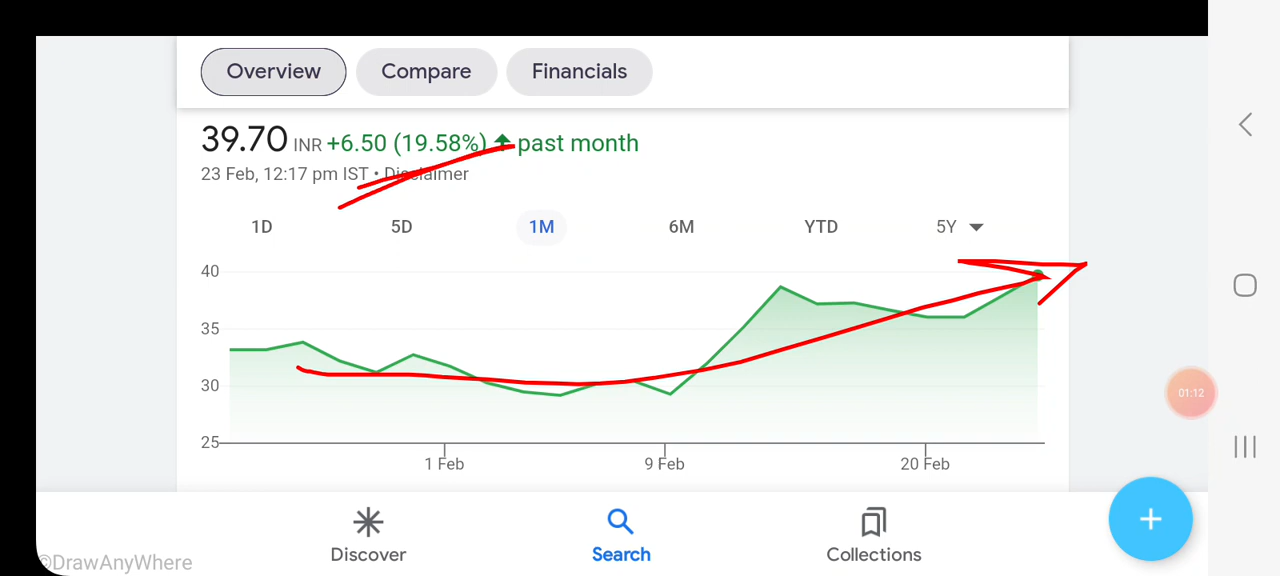 Overview Compare Financials
39.70 INR +6.50 (19.58%) ↑ past month
23 Feb, 12:17 pm IST • Disclaimer
1D 5D 1M 6M YTD 5Y
40
35
30
25
1 Feb 9 Feb 20 Feb
01:12
Discover Search Collections
©DrawAnyWhere